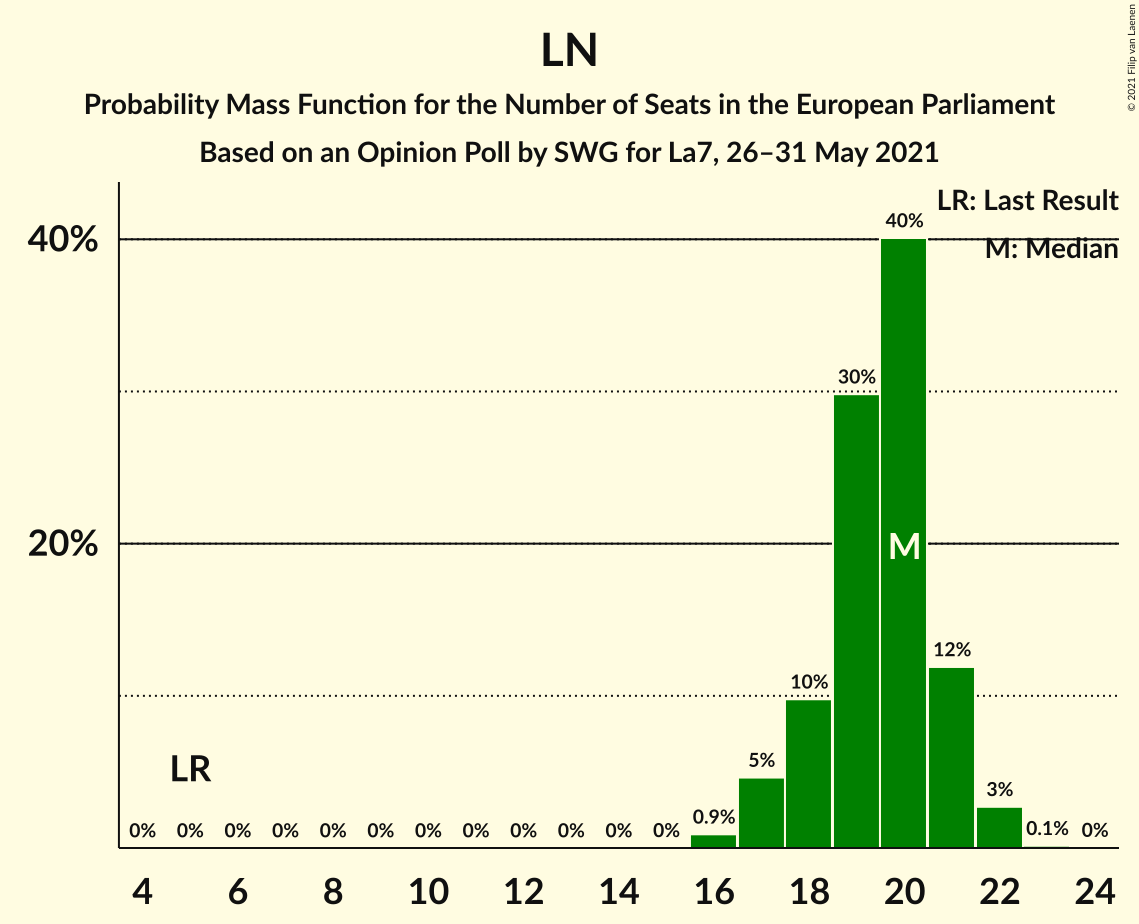 LN
Probability Mass Function for the Number of Seats in the European Parliament
Based on an Opinion Poll by SWG for La7, 26–31 May 2021
© 2021 Filip van Laenen
LR: Last Result
M: Median
40%
20%
40%
30%
M
12%
10%
5%
LR
3%
0% 0% 0% 0% 0% 0% 0% 0% 0% 0% 0% 0% 0.9% 0.1% 0%
4 6 8 10 12 14 16 18 20 22 24